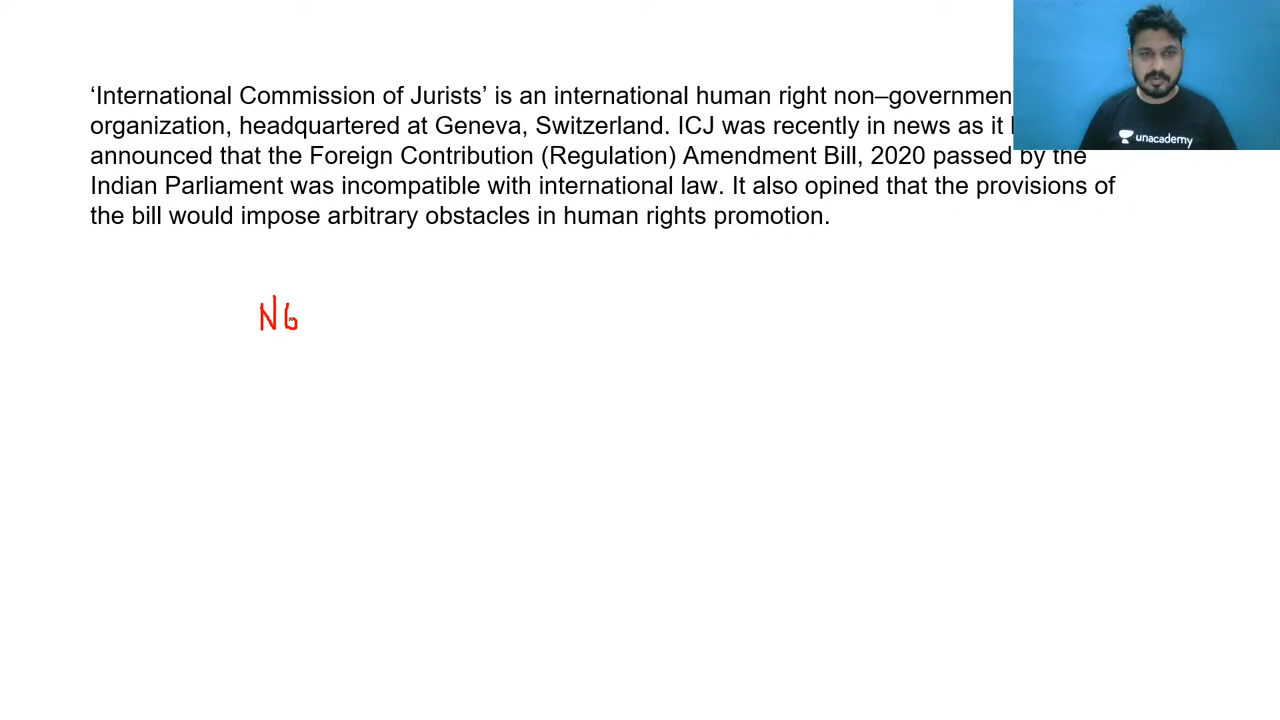 ‘International Commission of Jurists’ is an international human right non–governmen
organization, headquartered at Geneva, Switzerland. ICJ was recently in news as it
announced that the Foreign Contribution (Regulation) Amendment Bill, 2020 passed by the
Indian Parliament was incompatible with international law. It also opined that the provisions of
the bill would impose arbitrary obstacles in human rights promotion.
unacademy
NG